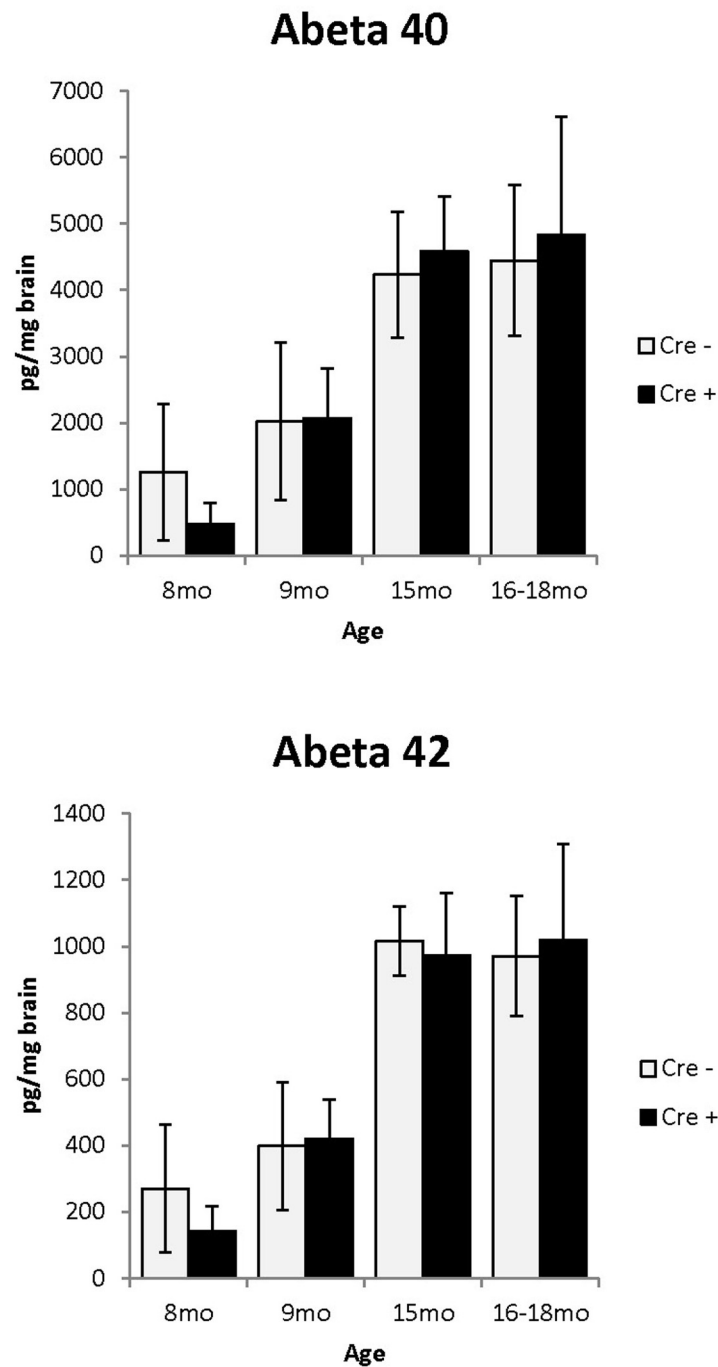 Abeta 40
7000
6000
5000
4000
3000
2000
1000
0
pg/mg brain
8mo 9mo 15mo 16-18mo
Age
Cre -
Cre +
Abeta 42
1400
1200
1000
800
600
400
200
0
pg/mg brain
8mo 9mo 15mo 16-18mo
Age
Cre -
Cre +